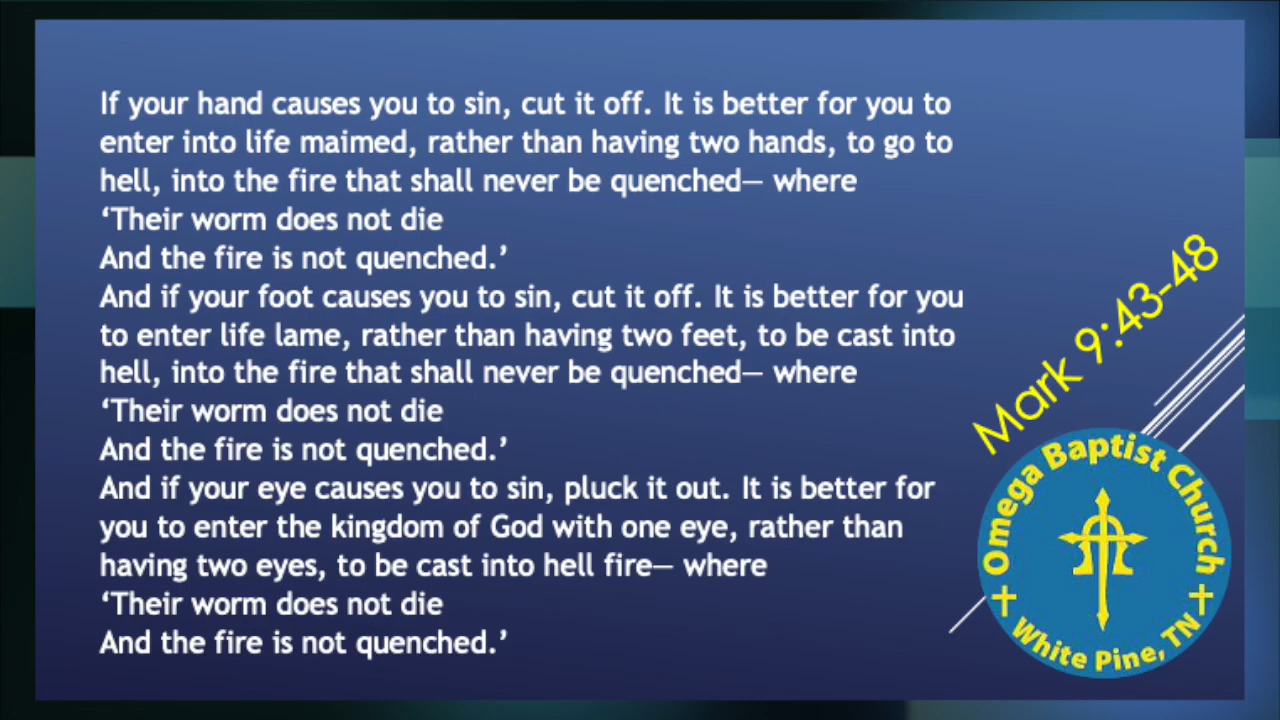 If your hand causes you to sin, cut it off. It is better for you to
enter into life maimed, rather than having two hands, to go to
hell, into the fire that shall never be quenched— where
‘Their worm does not die
And the fire is not quenched.’
And if your foot causes you to sin, cut it off. It is better for you
to enter life lame, rather than having two feet, to be cast into
hell, into the fire that shall never be quenched— where
‘Their worm does not die
And the fire is not quenched.’
And if your eye causes you to sin, pluck it out. It is better for
you to enter the kingdom of God with one eye, rather than
having two eyes, to be cast into hell fire— where
‘Their worm does not die
And the fire is not quenched.’
Mark 9:43-48
Omega Baptist Church
White Pine, TN